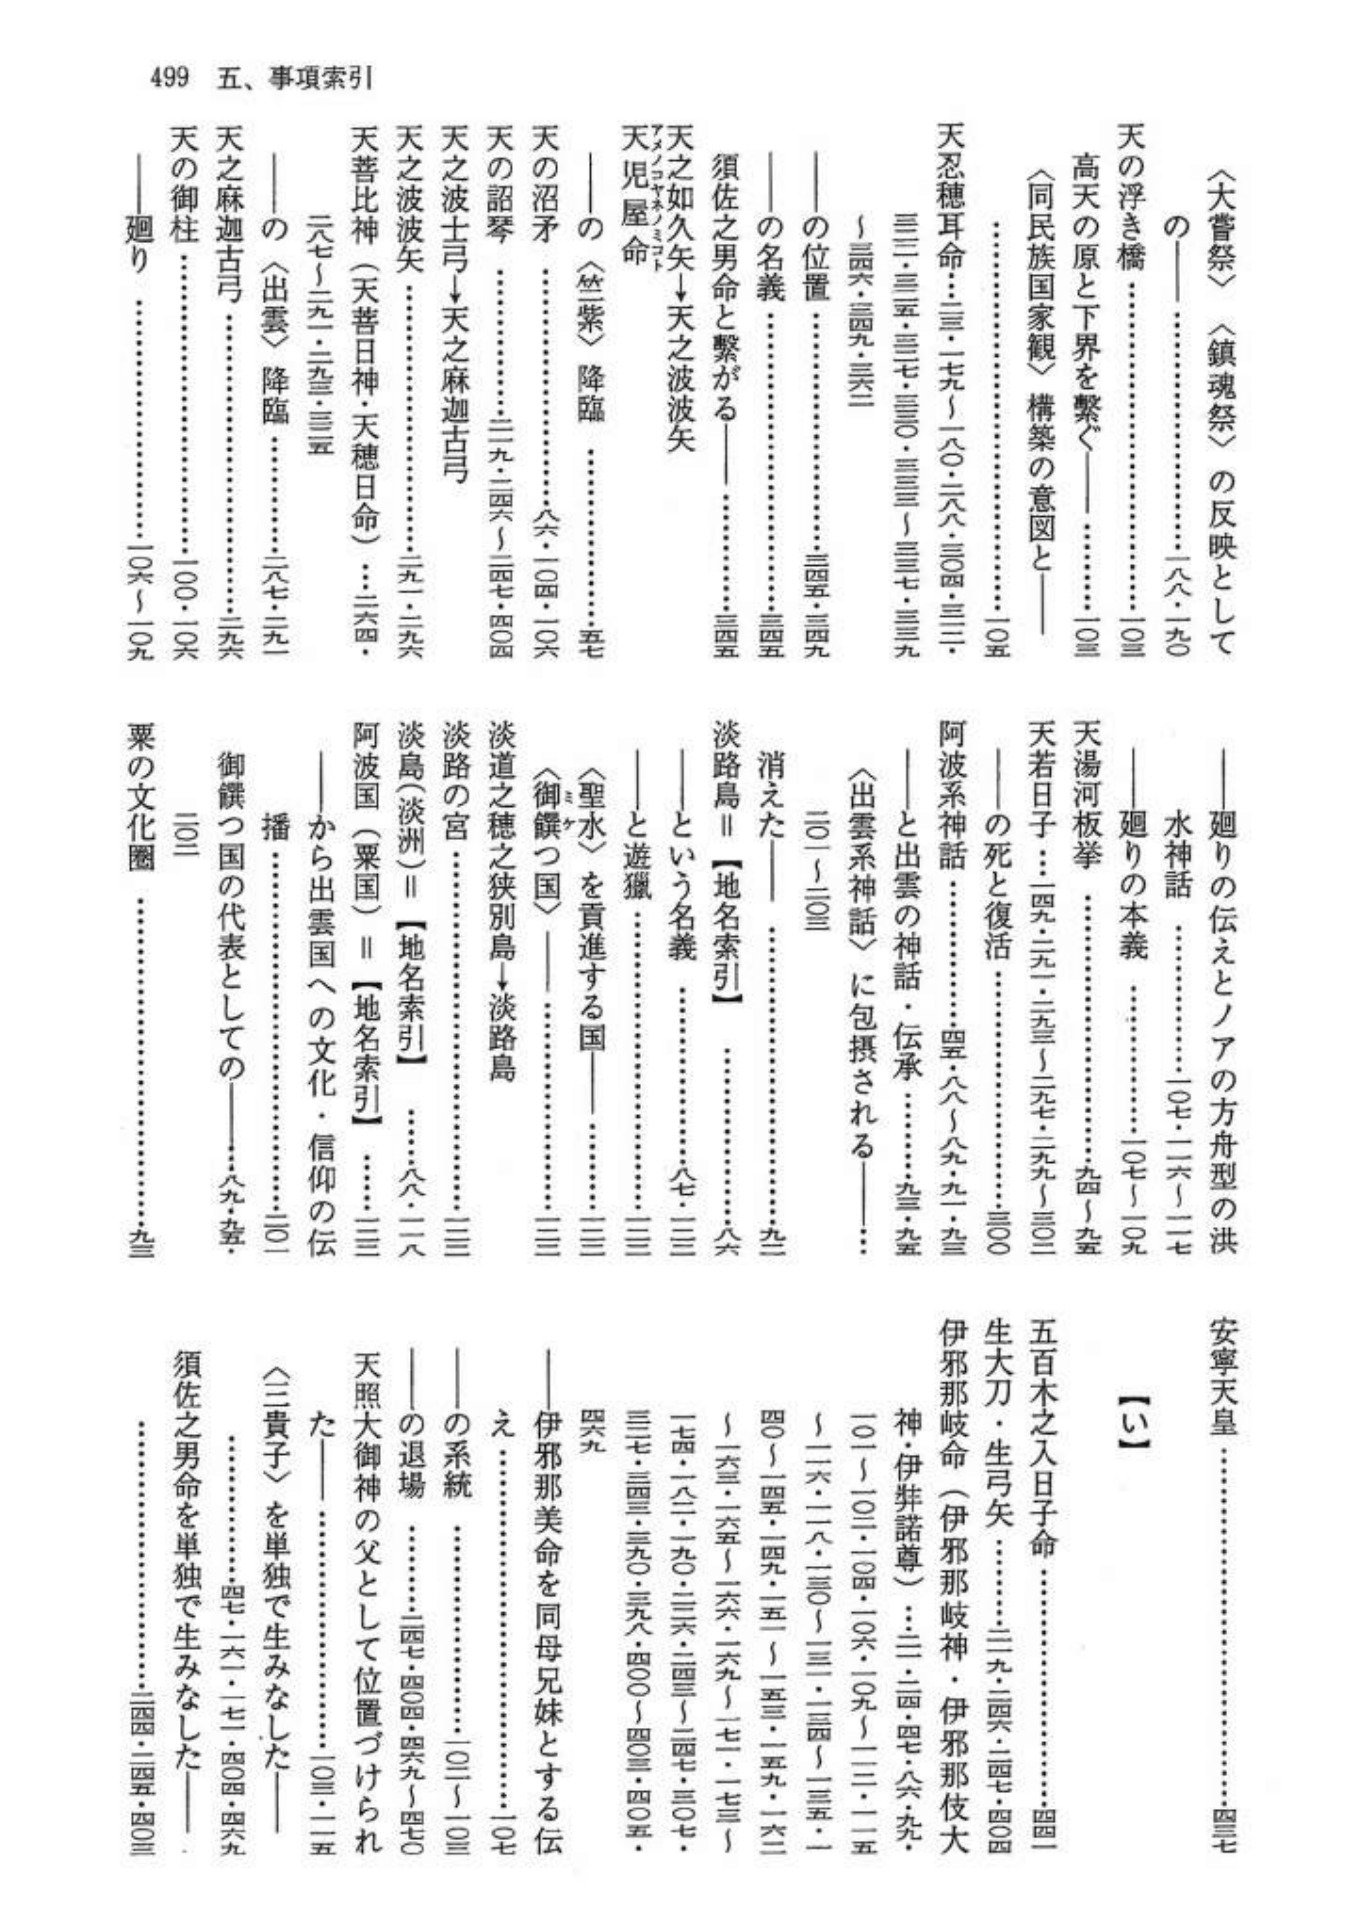 499　五、事項索引
〈大嘗祭〉〈鎮魂祭〉の反映として
の――……………一八八・一九〇
天の浮き橋……………一〇三
高天の原と下界を繫ぐ――……一〇三
〈同民族国家観〉構築の意図と――
……………一〇五
天忍穂耳命…二三・一七九〜一八〇・二八八・三〇四・三一二・
三二二・三二五・三二七・三三〇・三三三〜三三七・三三九
〜三四六・三四九・三六二
――の位置……………三四五・三四九
――の名義……………三四五
須佐之男命と繫がる――……三四五
天之如久矢→天之波波矢
天児屋命
アメノコヤネノミコト
――の〈竺紫〉降臨……………五七
天の沼矛……………八六・一〇四・一〇六
天の詔琴……………二一九・二四六〜二四七・四〇四
天之波士弓→天之麻迦古弓
天之波波矢……………二九一・二九六
天菩比神（天菩日神・天穂日命）…二六四・
二八七〜二九一・二九三・三二五
――の〈出雲〉降臨……………二八七・二九一
天之麻迦古弓……………二九六
天の御柱……………一〇〇・一〇六
――廻り……………一〇六〜一〇九
――廻りの伝えとノアの方舟型の洪
水神話……………一〇七・一一六〜一一七
――廻りの本義……………一〇七〜一〇九
天湯河板挙……………九四〜九五
天若日子…一四九・二九一・二九三〜二九七・二九九〜三〇二
――の死と復活……………三〇〇
阿波系神話……………四五・八八〜八九・九一・九三
――と出雲の神話・伝承………九三・九五
〈出雲系神話〉に包摂される――…
二〇一〜二〇三
消えた――……………九二
淡路島＝【地名索引】……………八六
――という名義……………八七・一二三
――と遊獵……………一二三
〈聖水〉を貢進する国――………一二三
〈御饌つ国〉――……………一二三
ミケ
淡道之穂之狭別島→淡路島
淡路の宮……………一二三
淡島（淡洲）＝【地名索引】……八八・一一八
阿波国（粟国）＝【地名索引】……一二三
――から出雲国への文化・信仰の伝
播……………二〇一
御饌つ国の代表としての――……八九・九五・
二〇二
粟の文化圏……………九三
安寧天皇……………四三七
【い】
五百木之入日子命……………四四一
生大刀・生弓矢………二一九・二四六・二四七・四〇四
伊邪那岐命（伊邪那岐神・伊邪那伎大
神・伊弉諾尊）…二一・二四・四七・八六・九九・
一〇一〜一〇二・一〇四・一〇六・一〇九〜一一二・一一五
〜一一六・一一八・一三〇〜一三一・一三四〜一三五・一
四〇〜一四五・一四九・一五一〜一五三・一五九・一六二
〜一六三・一六五〜一六六・一六九〜一七一・一七三〜
一七四・一八二・一九〇・二三六・二四三〜二四七・三〇七・
三二七・三四三・三九〇・三九八・四〇〇〜四〇三・四〇五・
四六九
――伊邪那美命を同母兄妹とする伝
え……………一〇七
――の系統……………一〇二〜一〇三
――の退場………二四七・四〇四・四六九〜四七〇
天照大御神の父として位置づけられ
た――……………一〇三・一一五
〈三貴子〉を単独で生みなした――
……………四七・一六一・一七一・四〇四・四六九
須佐之男命を単独で生みなした――
……………二四四・二四五・四〇三